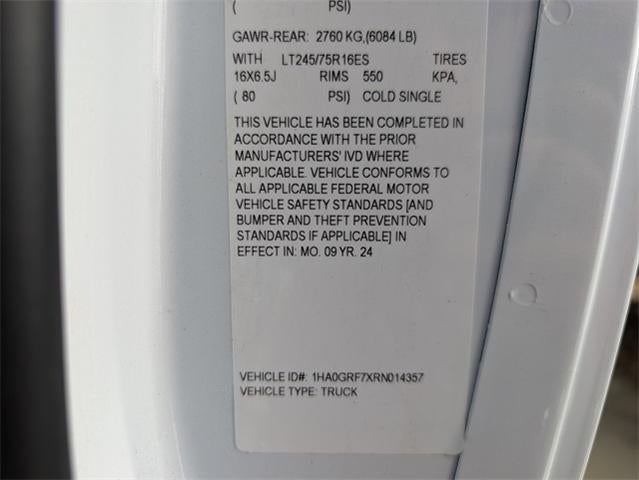 ( PSI)
GAWR-REAR: 2760 KG,(6084 LB)
WITH LT245/75R16ES TIRES
16X6.5J RIMS 550 KPA,
( 80 PSI) COLD SINGLE
THIS VEHICLE HAS BEEN COMPLETED IN
ACCORDANCE WITH THE PRIOR
MANUFACTURERS' IVD WHERE
APPLICABLE. VEHICLE CONFORMS TO
ALL APPLICABLE FEDERAL MOTOR
VEHICLE SAFETY STANDARDS [AND
BUMPER AND THEFT PREVENTION
STANDARDS IF APPLICABLE] IN
EFFECT IN: MO. 09 YR. 24
VEHICLE ID#: 1HA0GRF7XRN014357
VEHICLE TYPE: TRUCK